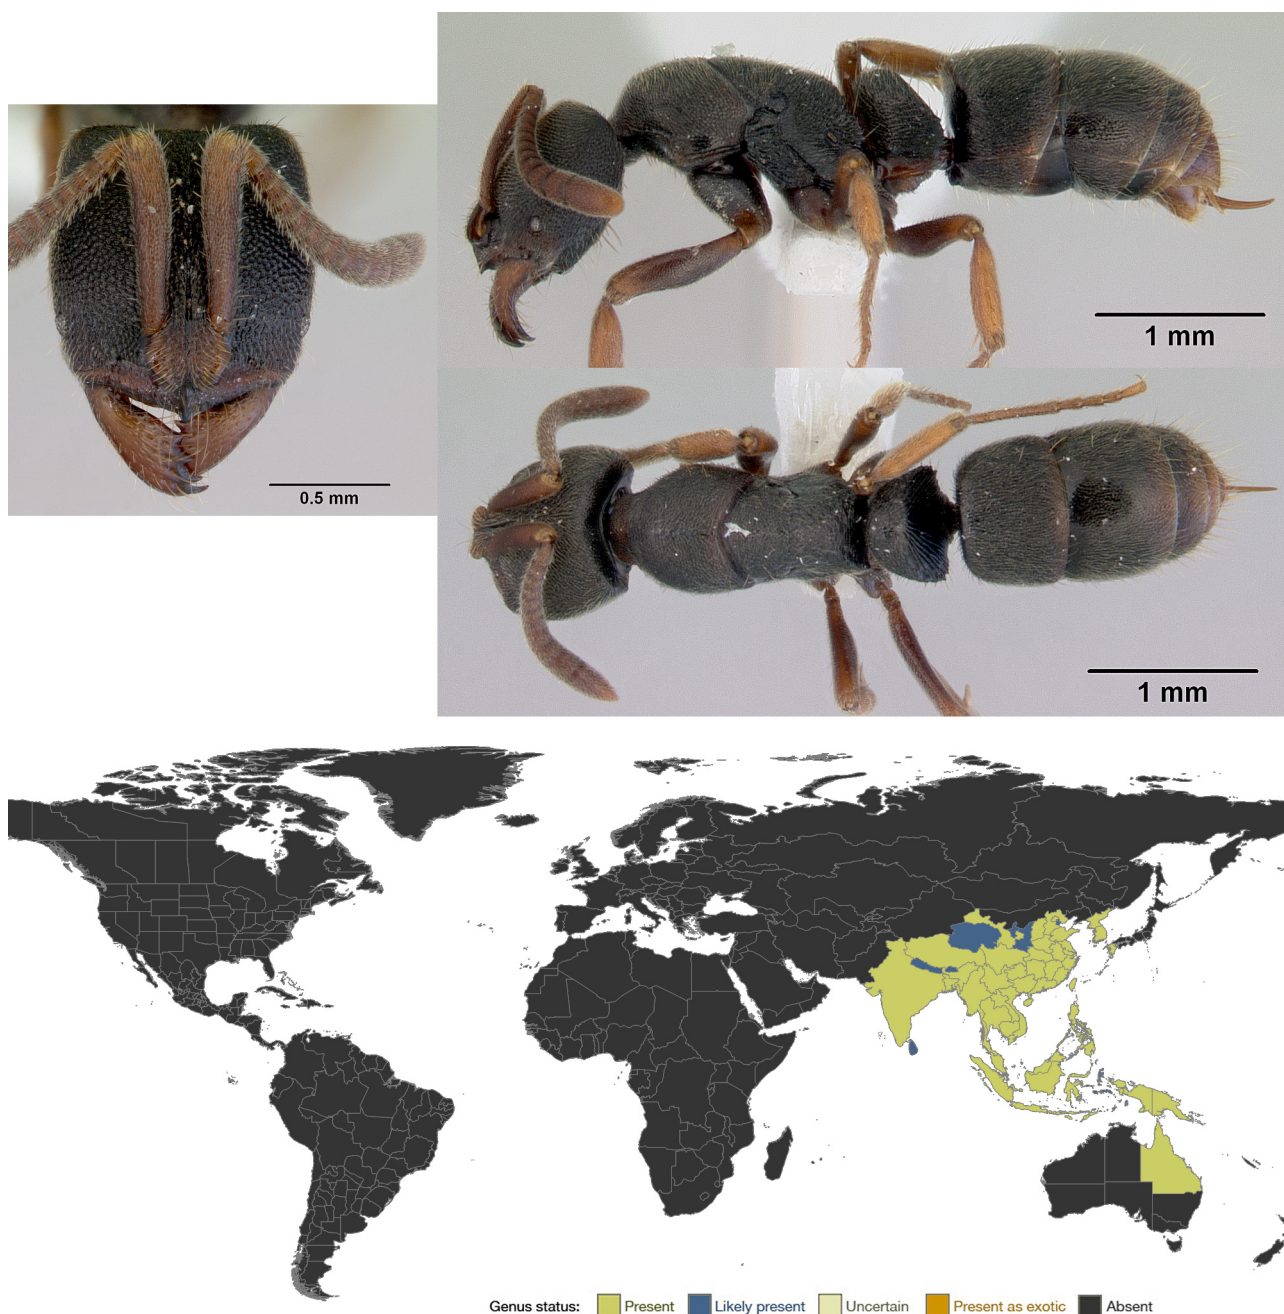 1 mm
0.5 mm
1 mm
Genus status: Present Likely present Uncertain Present as exotic Absent